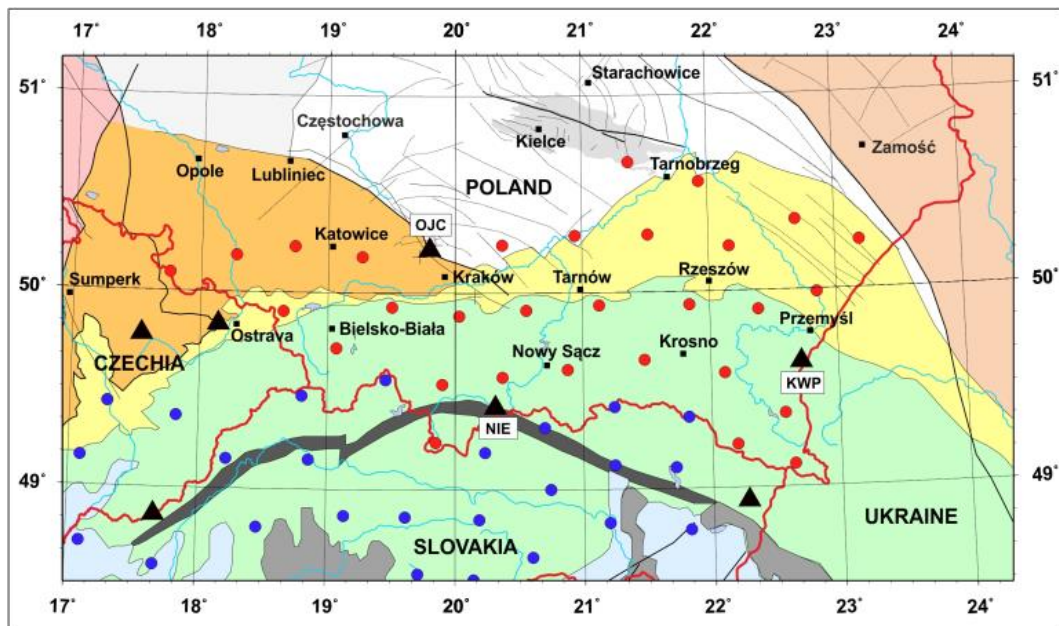 17° 18° 19° 20° 21° 22° 23° 24°
51° 51°
Starachowice
Częstochowa
Kielce
Zamość
Opole
Lubliniec
Tarnobrzeg
POLAND
OJC
Katowice
50° 50°
Sumperk
Kraków
Tarnów
Rzeszów
Ostrava
Bielsko-Biała
Przemyśl
CZECHIA
Nowy Sącz
Krosno
KWP
NIE
49° 49°
SLOVAKIA
UKRAINE
17° 18° 19° 20° 21° 22° 23° 24°